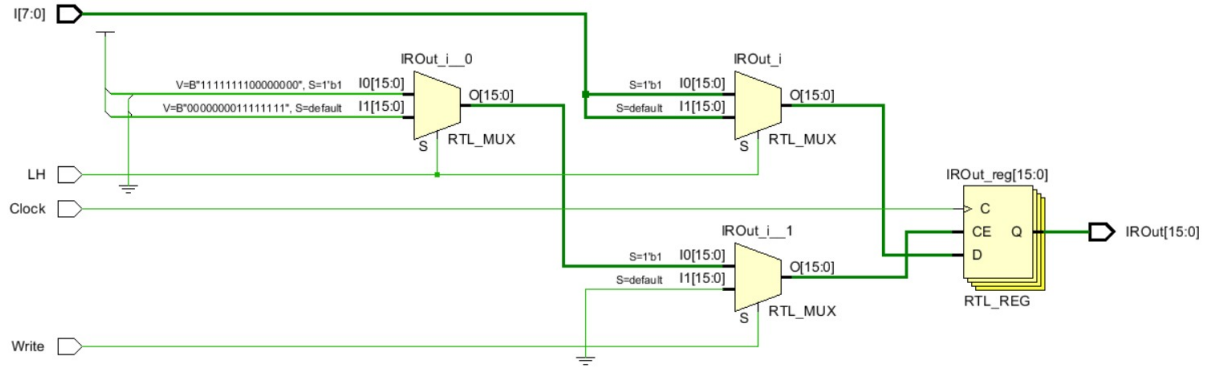 I[7:0]
IROut_i__0
IROut_i
V=B"1111111100000000", S=1'b1 I0[15:0]
O[15:0]
S=1'b1 I0[15:0]
O[15:0]
V=B"0000000011111111", S=default I1[15:0]
S=default I1[15:0]
S
RTL_MUX
S
RTL_MUX
LH
IROut_reg[15:0]
Clock
C
IROut_i__1
CE Q
IROut[15:0]
S=1'b1 I0[15:0]
O[15:0]
D
S=default I1[15:0]
RTL_REG
S
RTL_MUX
Write